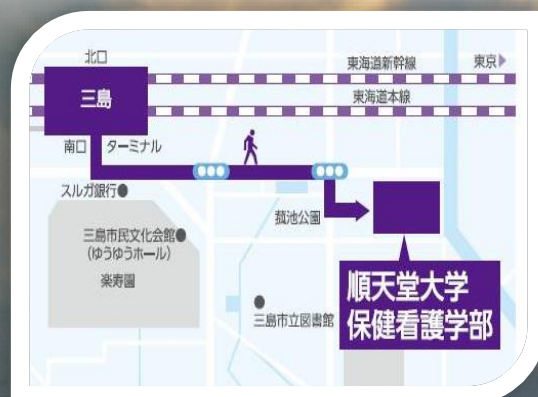 北口
東海道新幹線
東京▶
三島
東海道本線
南口 ターミナル
スルガ銀行●
菰池公園
三島市民文化会館●
(ゆうゆうホール)
楽寿園
順天堂大学
保健看護学部
三島市立図書館